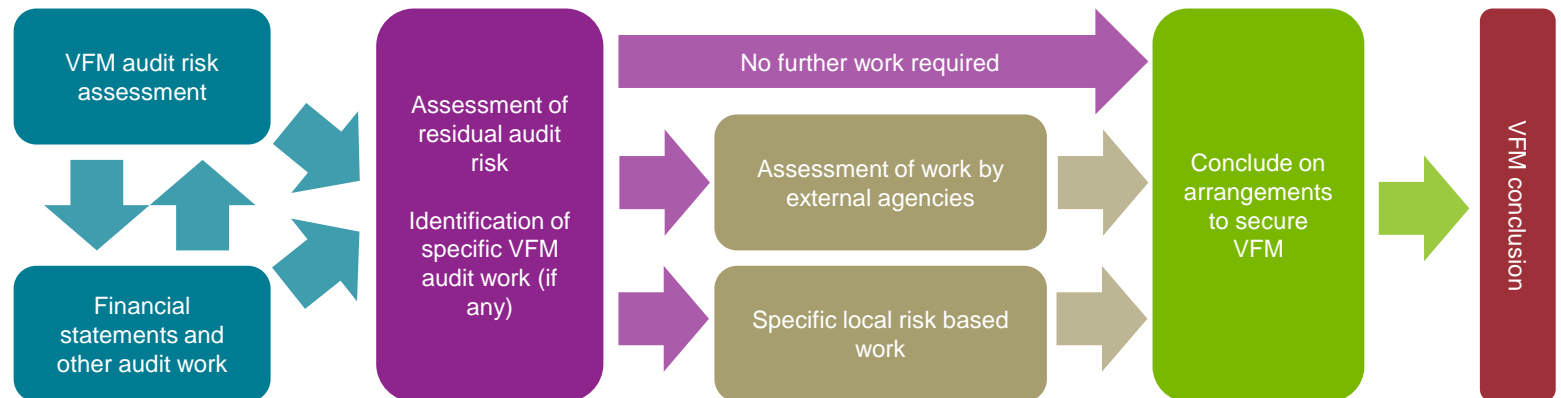 VFM audit risk
assessment
Financial
statements and
other audit work
Assessment of
residual audit
risk
Identification of
specific VFM
audit work (if
any)
No further work required
Assessment of work by
external agencies
Specific local risk based
work
Conclude on
arrangements
to secure
VFM
VFM conclusion